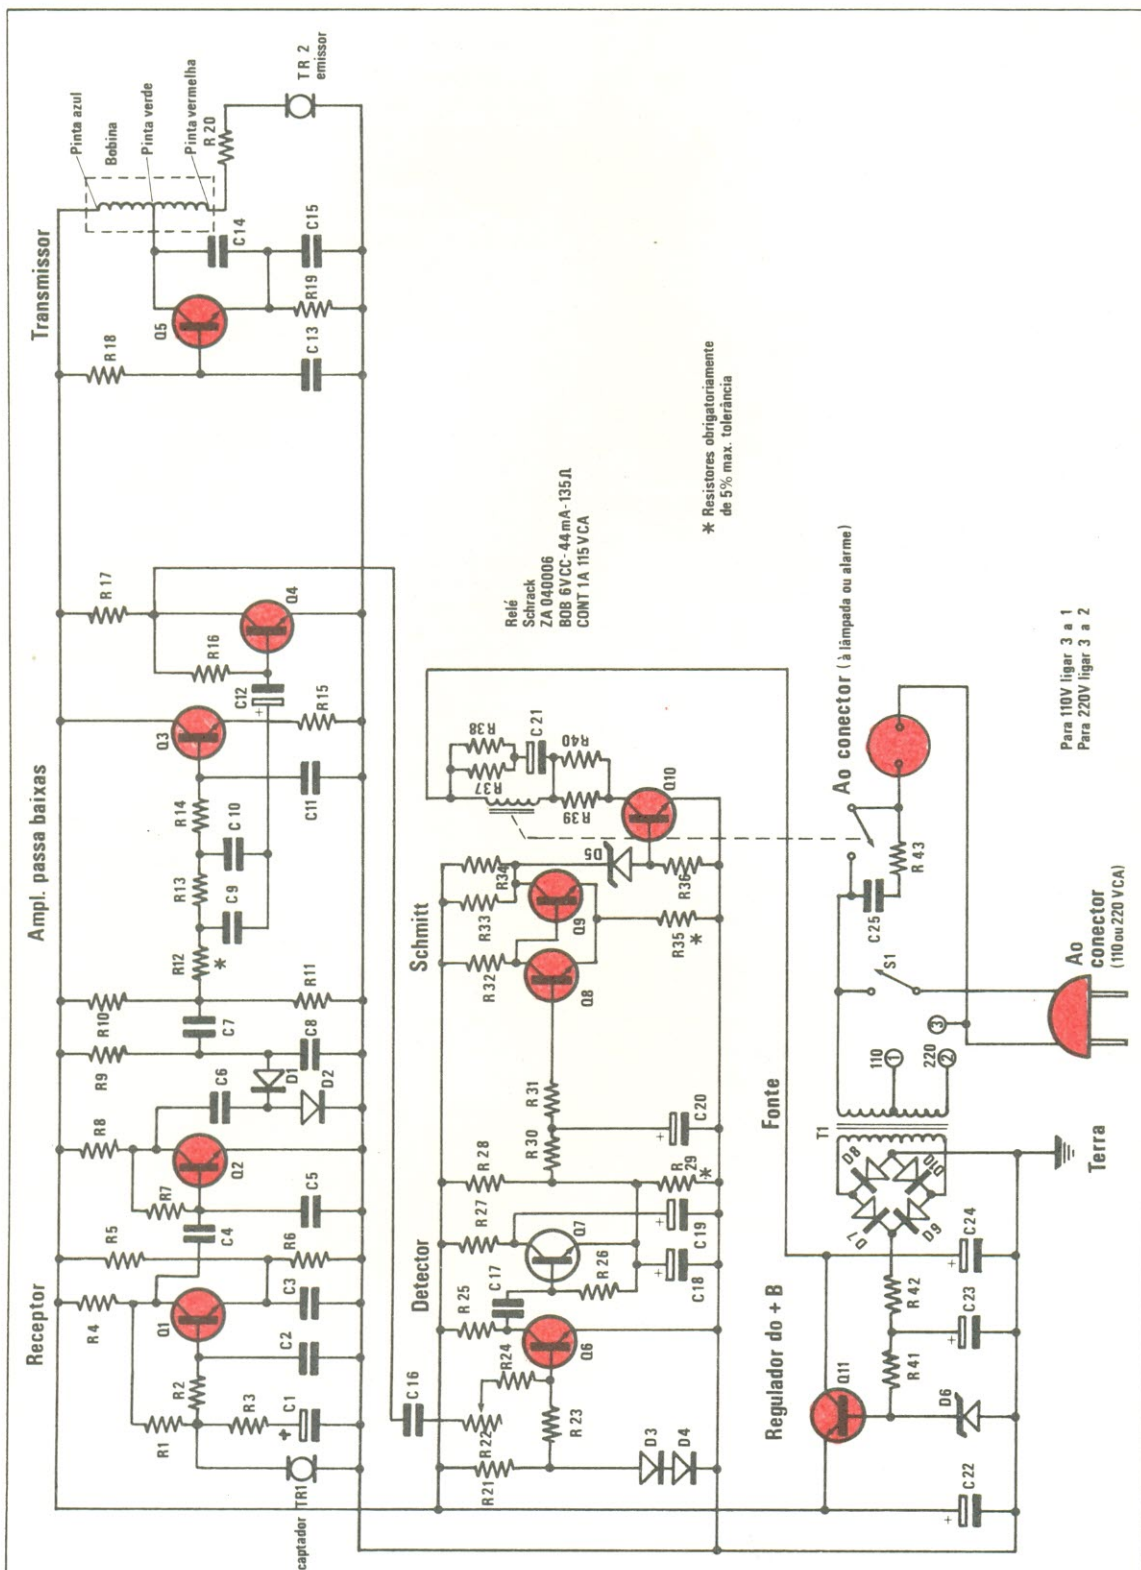 Receptor
Ampl. passa baixas
Transmissor
R1
R2
R3
C1
+
captador TR1
R4
Q1
C2
C3
R5
R6
C4
R7
C5
Q2
R8
C6
D1
D2
R9
C7
C8
R10
R11
R12
*
C9
R13
C10
R14
C11
Q3
R15
C12
+
R16
Q4
R17
R18
C13
Q5
R19
C14
C15
Pinta azul
Bobina
Pinta verde
Pinta vermelha
R20
TR2
emissor
Detector
Schmitt
C16
R21
R22
R23
R24
D3
D4
R25
Q6
C17
R26
Q7
R27
C18
+
C19
+
R28
R29
*
R30
R31
C20
+
R32
Q8
R33
R34
Q9
R35
*
D5
R36
R37
R38
C21
+
R39
R40
Q10
Relé
Schrack
ZA 040006
BOB 6VCC-44mA-135Ω
CONT 1A 115VCA
* Resistores obrigatoriamente
de 5% max. tolerância
Regulador do + B
Fonte
C22
+
Q11
D6
R41
C23
+
R42
C24
+
D7
D8
D9
D10
T1
110
1
220
2
3
S1
C25
R43
Ao conector (à lâmpada ou alarme)
Ao
conector
(110 ou 220 VCA)
Terra
Para 110V ligar 3 a 1
Para 220V ligar 3 a 2